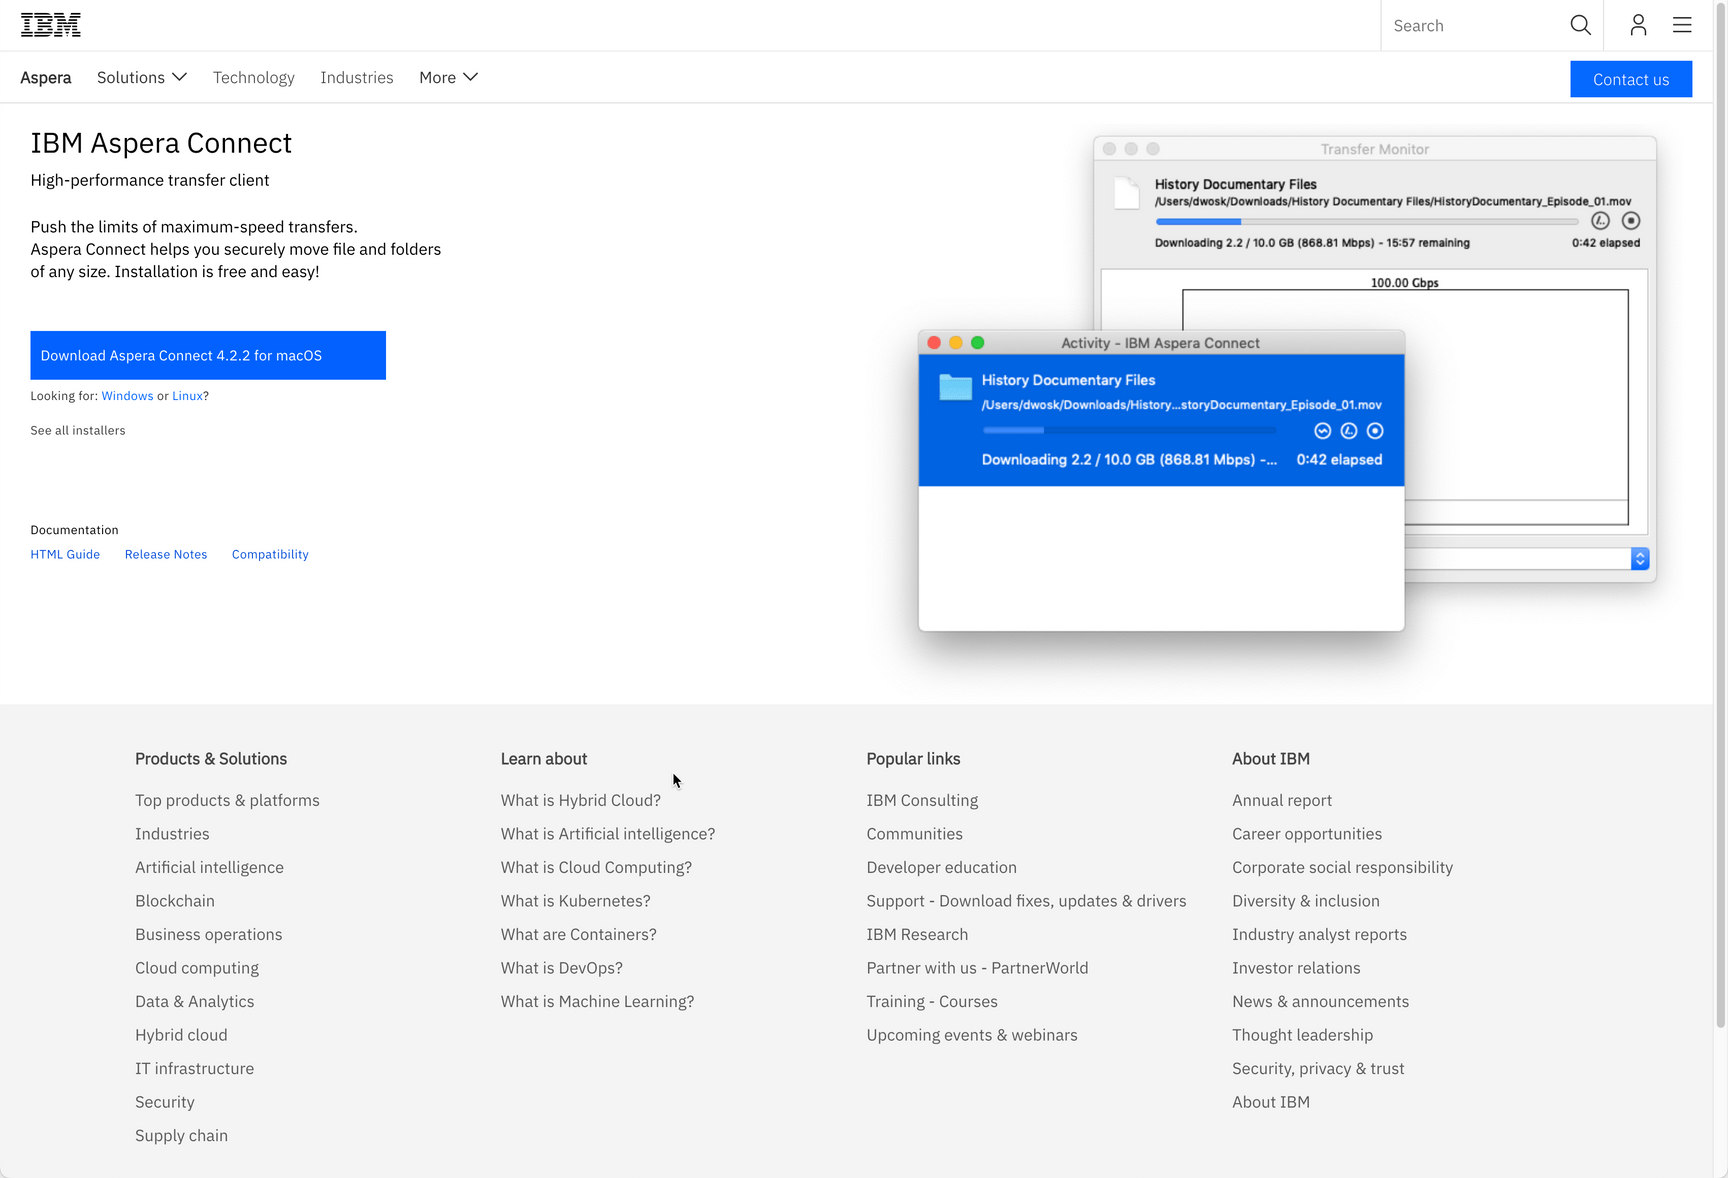 IBM
Search
Aspera
Solutions
Technology
Industries
More
Contact us
IBM Aspera Connect
High-performance transfer client
Push the limits of maximum-speed transfers.
Aspera Connect helps you securely move file and folders
of any size. Installation is free and easy!
Download Aspera Connect 4.2.2 for macOS
Looking for: Windows or Linux?
See all installers
Documentation
HTML Guide
Release Notes
Compatibility
Transfer Monitor
History Documentary Files
/Users/dwosk/Downloads/History Documentary Files/HistoryDocumentary_Episode_01.mov
Downloading 2.2 / 10.0 GB (868.81 Mbps) - 15:57 remaining
0:42 elapsed
100.00 Gbps
Activity - IBM Aspera Connect
History Documentary Files
/Users/dwosk/Downloads/History...storyDocumentary_Episode_01.mov
Downloading 2.2 / 10.0 GB (868.81 Mbps) -...
0:42 elapsed
Products & Solutions
Top products & platforms
Industries
Artificial intelligence
Blockchain
Business operations
Cloud computing
Data & Analytics
Hybrid cloud
IT infrastructure
Security
Supply chain
Learn about
What is Hybrid Cloud?
What is Artificial intelligence?
What is Cloud Computing?
What is Kubernetes?
What are Containers?
What is DevOps?
What is Machine Learning?
Popular links
IBM Consulting
Communities
Developer education
Support - Download fixes, updates & drivers
IBM Research
Partner with us - PartnerWorld
Training - Courses
Upcoming events & webinars
About IBM
Annual report
Career opportunities
Corporate social responsibility
Diversity & inclusion
Industry analyst reports
Investor relations
News & announcements
Thought leadership
Security, privacy & trust
About IBM